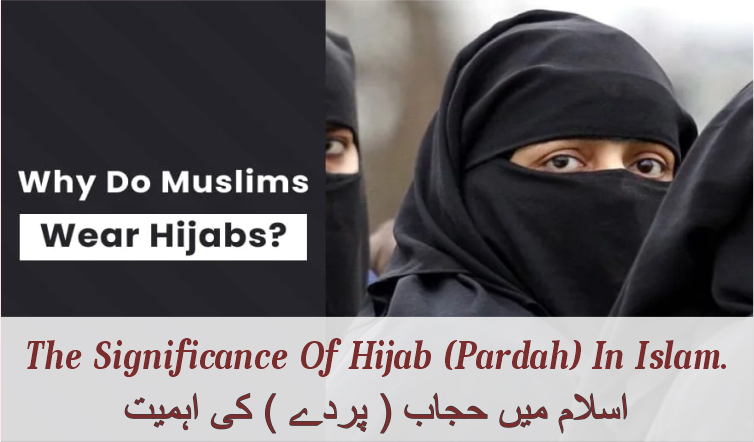 Why Do Muslims
Wear Hijabs?
The Significance Of Hijab (Pardah) In Islam.
اسلام میں حجاب ( پردے ) کی اہمیت